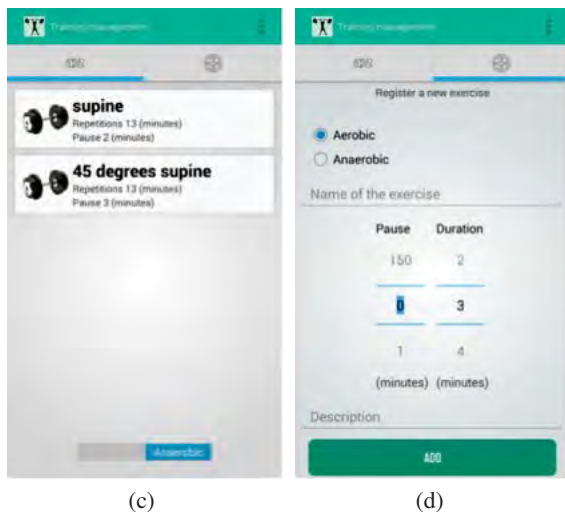 Training management
supine
Repetitions 13 (minutes)
Pause 2 (minutes)
45 degrees supine
Repetitions 13 (minutes)
Pause 3 (minutes)
Anaerobic
(c)
Training management
Register a new exercise
Aerobic
Anaerobic
Name of the exercise
Pause Duration
150 2
0 3
1 4
(minutes) (minutes)
Description
ADD
(d)